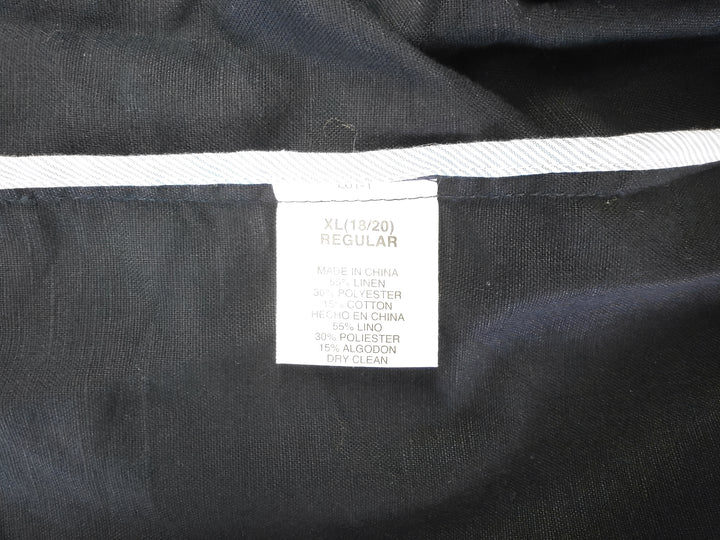 XL(18/20)
REGULAR
MADE IN CHINA
55% LINEN
30% POLYESTER
15% COTTON
HECHO EN CHINA
55% LINO
30% POLIESTER
15% ALGODON
DRY CLEAN